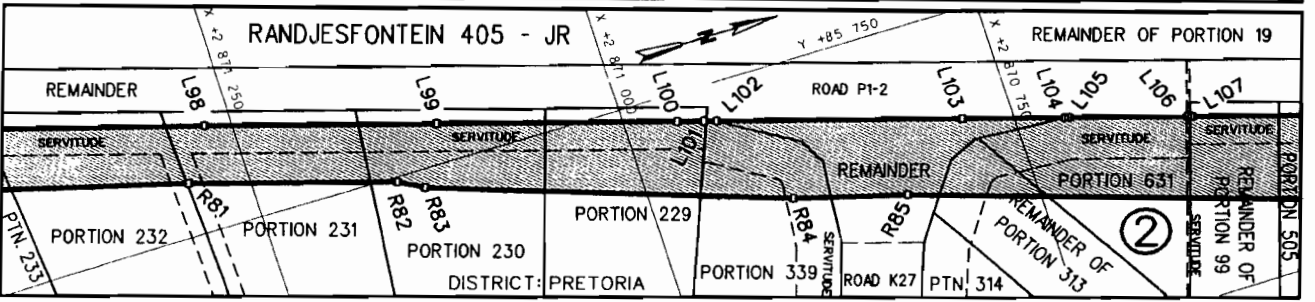 RANDJESFONTEIN 405 - JR
X +2 871 250
X +2 871 000
N
Y +85 750
X +2 870 750
REMAINDER OF PORTION 19
REMAINDER
L98
L99
L100
L101
L102
ROAD P1-2
L103
L104
L105
L106
L107
SERVITUDE
SERVITUDE
SERVITUDE
SERVITUDE
REMAINDER
PORTION 631
R81
R82
R83
R84
R85
PTN. 233
PORTION 232
PORTION 231
PORTION 230
PORTION 229
PORTION 339
SERVITUDE
ROAD K27
PTN 314
REMAINDER OF
PORTION 313
2
SERVITUDE
REMAINDER OF
PORTION 99
PORTION 505
DISTRICT: PRETORIA